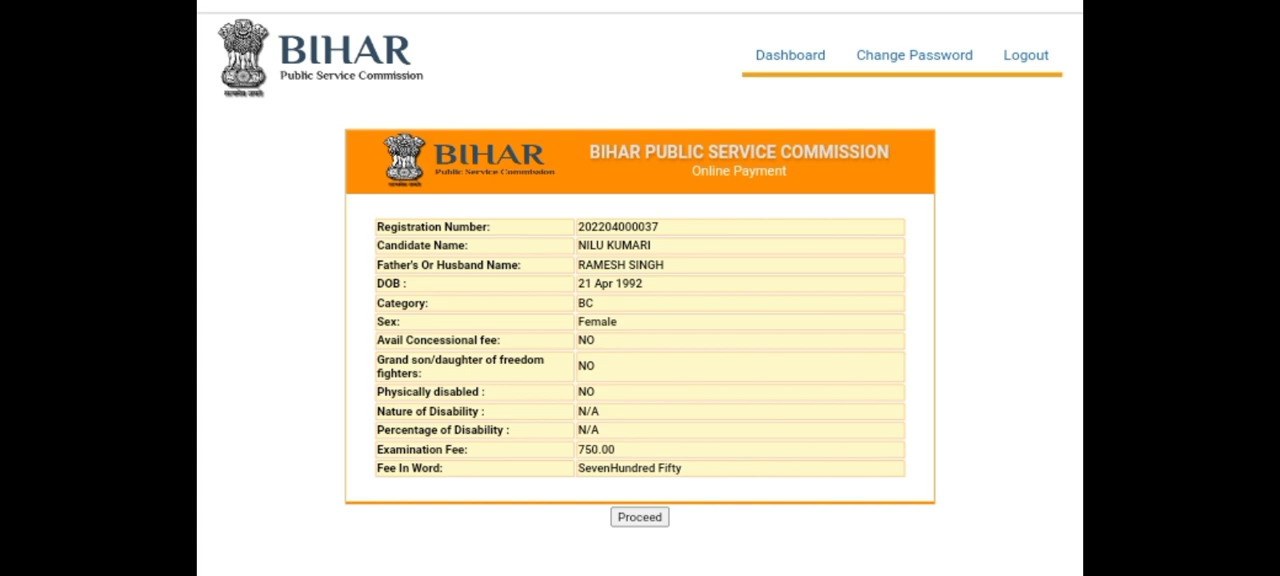 BIHAR
Public Service Commission
Dashboard Change Password Logout
BIHAR
Public Service Commission
BIHAR PUBLIC SERVICE COMMISSION
Online Payment
Registration Number: 202204000037
Candidate Name: NILU KUMARI
Father's Or Husband Name: RAMESH SINGH
DOB : 21 Apr 1992
Category: BC
Sex: Female
Avail Concessional fee: NO
Grand son/daughter of freedom
fighters: NO
Physically disabled : NO
Nature of Disability : N/A
Percentage of Disability : N/A
Examination Fee: 750.00
Fee In Word: SevenHundred Fifty
Proceed